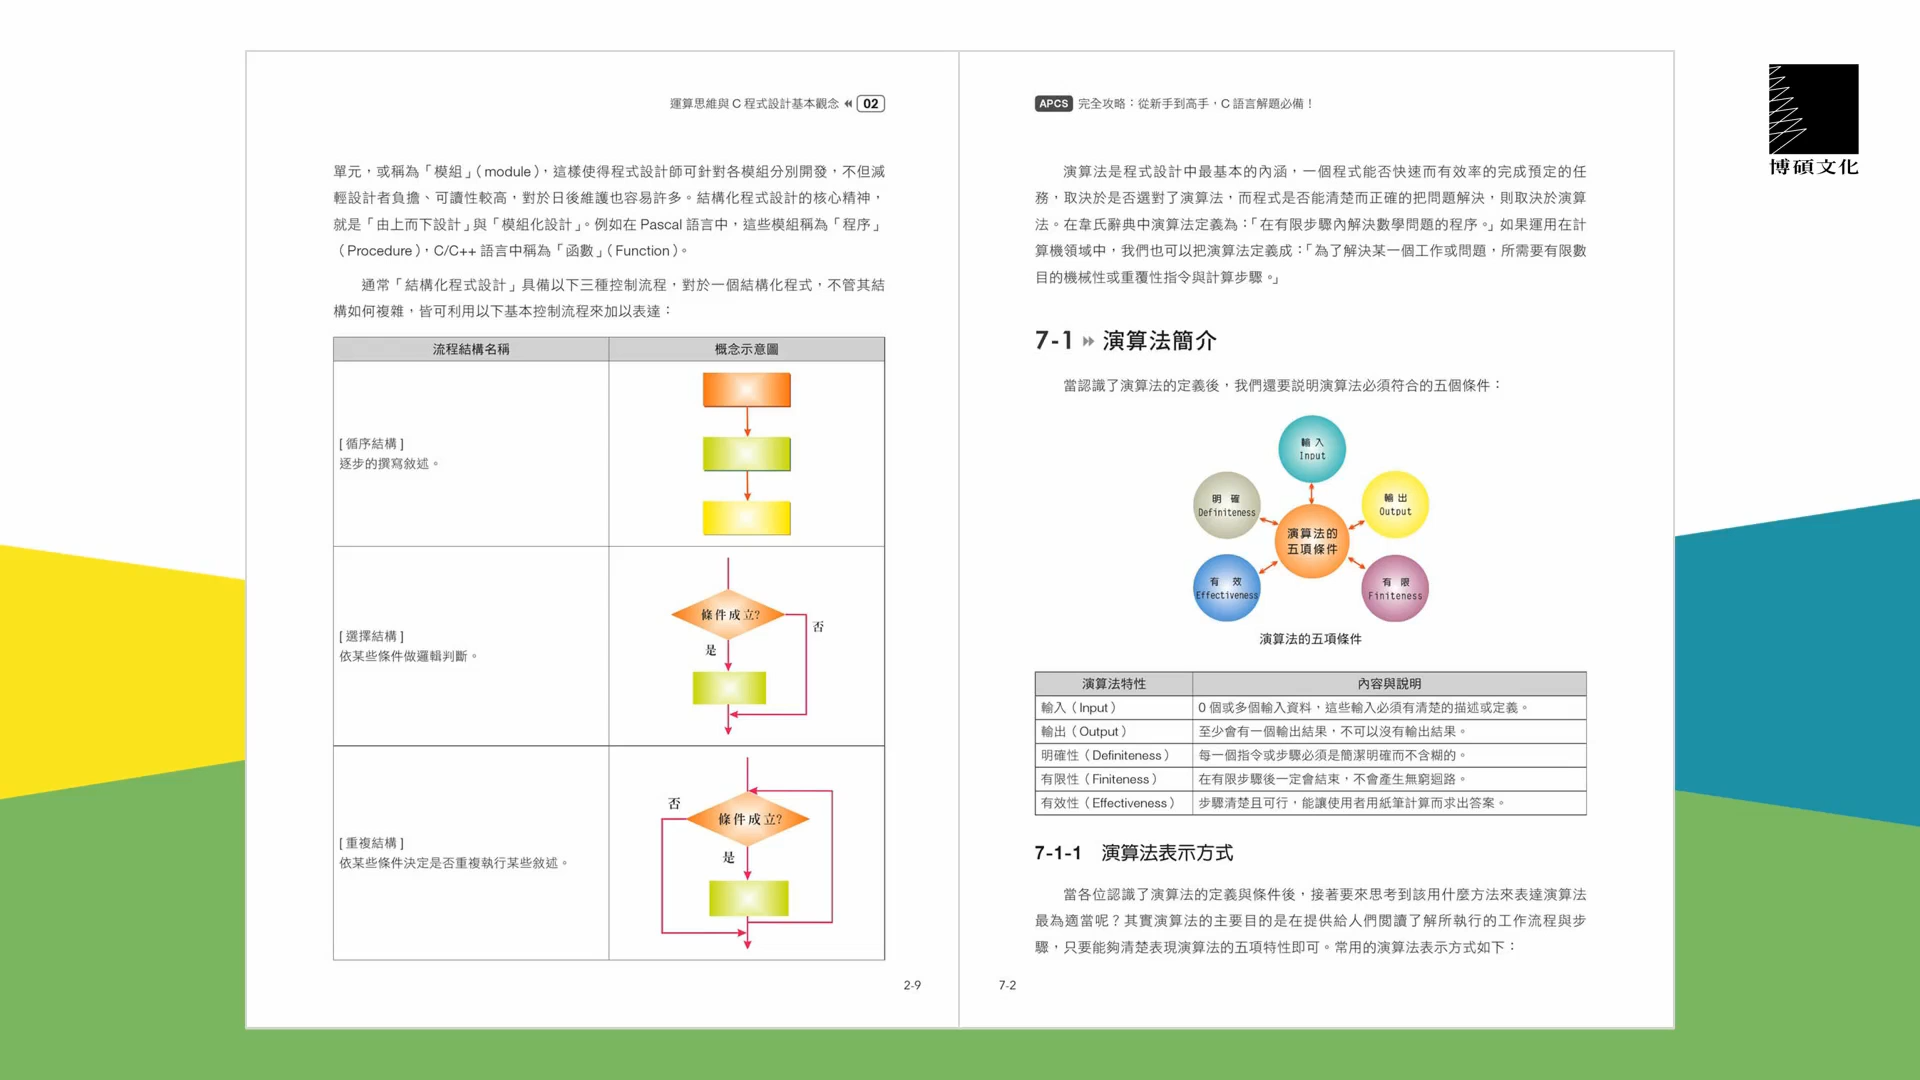 運算思維與 C 程式設計基本觀念 02
單元，或稱為「模組」（module），這樣使得程式設計師可針對各模組分別開發，不但減
輕設計者負擔、可讀性較高，對於日後維護也容易許多。結構化程式設計的核心精神，
就是「由上而下設計」與「模組化設計」。例如在 Pascal 語言中，這些模組稱為「程序」
（Procedure），C/C++ 語言中稱為「函數」（Function）。
通常「結構化程式設計」具備以下三種控制流程，對於一個結構化程式，不管其結
構如何複雜，皆可利用以下基本控制流程來加以表達：
流程結構名稱 概念示意圖
[ 循序結構 ]
逐步的撰寫敘述。
[ 選擇結構 ]
依某些條件做邏輯判斷。
條件成立?
否
是
[ 重複結構 ]
依某些條件決定是否重複執行某些敘述。
否
條件成立?
是
2-9
APCS 完全攻略：從新手到高手，C 語言解題必備！
演算法是程式設計中最基本的內涵，一個程式能否快速而有效率的完成預定的任
務，取決於是否選對了演算法，而程式是否能清楚而正確的把問題解決，則取決於演算
法。在韋氏辭典中演算法定義為：「在有限步驟內解決數學問題的程序。」如果運用在計
算機領域中，我們也可以把演算法定義成：「為了解決某一個工作或問題，所需要有限數
目的機械性或重覆性指令與計算步驟。」
7-1 演算法簡介
當認識了演算法的定義後，我們還要說明演算法必須符合的五個條件：
輸入
Input
明確
Definiteness
輸出
Output
演算法的
五項條件
有效
Effectiveness
有限
Finiteness
演算法的五項條件
演算法特性 內容與說明
輸入（Input） 0 個或多個輸入資料，這些輸入必須有清楚的描述或定義。
輸出（Output） 至少會有一個輸出結果，不可以沒有輸出結果。
明確性（Definiteness） 每一個指令或步驟必須是簡潔明確而不含糊的。
有限性（Finiteness） 在有限步驟後一定會結束，不會產生無窮迴路。
有效性（Effectiveness） 步驟清楚且可行，能讓使用者用紙筆計算而求出答案。
7-1-1 演算法表示方式
當各位認識了演算法的定義與條件後，接著要來思考到該用什麼方法來表達演算法
最為適當呢？其實演算法的主要目的是在提供給人們閱讀了解所執行的工作流程與步
驟，只要能夠清楚表現演算法的五項特性即可。常用的演算法表示方式如下：
7-2
博碩文化